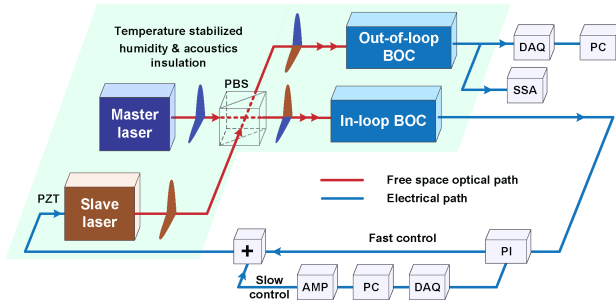 Temperature stabilized
humidity & acoustics
insulation
Out-of-loop
BOC
DAQ
PC
SSA
PBS
Master
laser
In-loop BOC
PZT
Slave
laser
Free space optical path
Electrical path
+
Fast control
PI
Slow
control
AMP
PC
DAQ